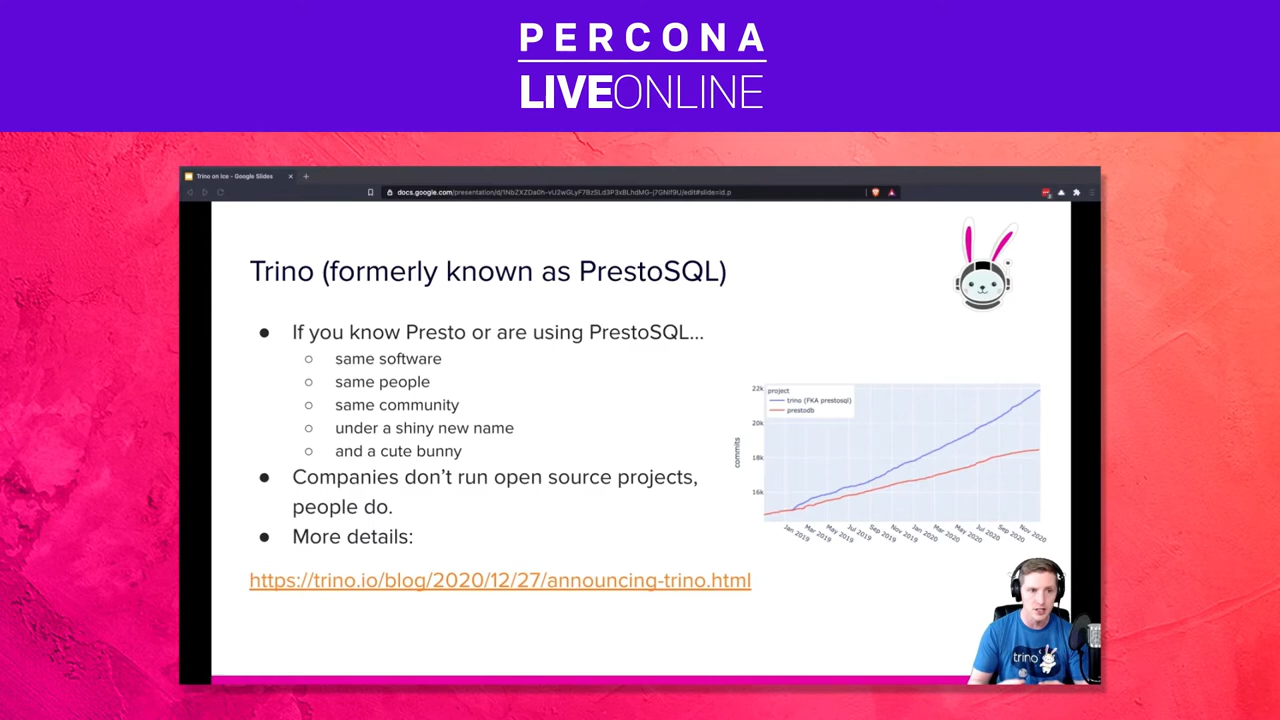 PERCONA
LIVEONLINE
Trino on Ice - Google Slides
Trino (formerly known as PrestoSQL)
● If you know Presto or are using PrestoSQL...
○ same software
○ same people
○ same community
○ under a shiny new name
○ and a cute bunny
● Companies don't run open source projects,
people do.
● More details:
https://trino.io/blog/2020/12/27/announcing-trino.html
project
trino (FKA prestosql)
prestodb
commits
22k
20k
18k
16k
Jan 2019
Mar 2019
May 2019
Jul 2019
Sep 2019
Nov 2019
Jan 2020
Mar 2020
May 2020
Jul 2020
Sep 2020
Nov 2020
trino